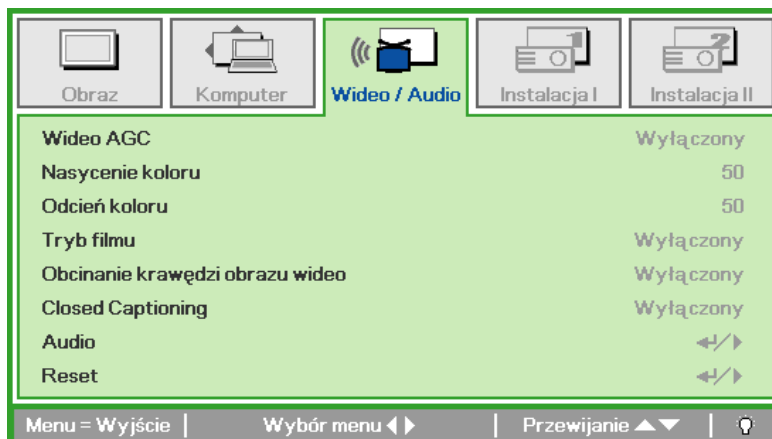 Obraz
Komputer
Wideo / Audio
Instalacja I
Instalacja II
Wideo AGC Wyłączony
Nasycenie koloru 50
Odcień koloru 50
Tryb filmu Wyłączony
Obcinanie krawędzi obrazu wideo Wyłączony
Closed Captioning Wyłączony
Audio
Reset
Menu = Wyjście | Wybór menu | Przewijanie |